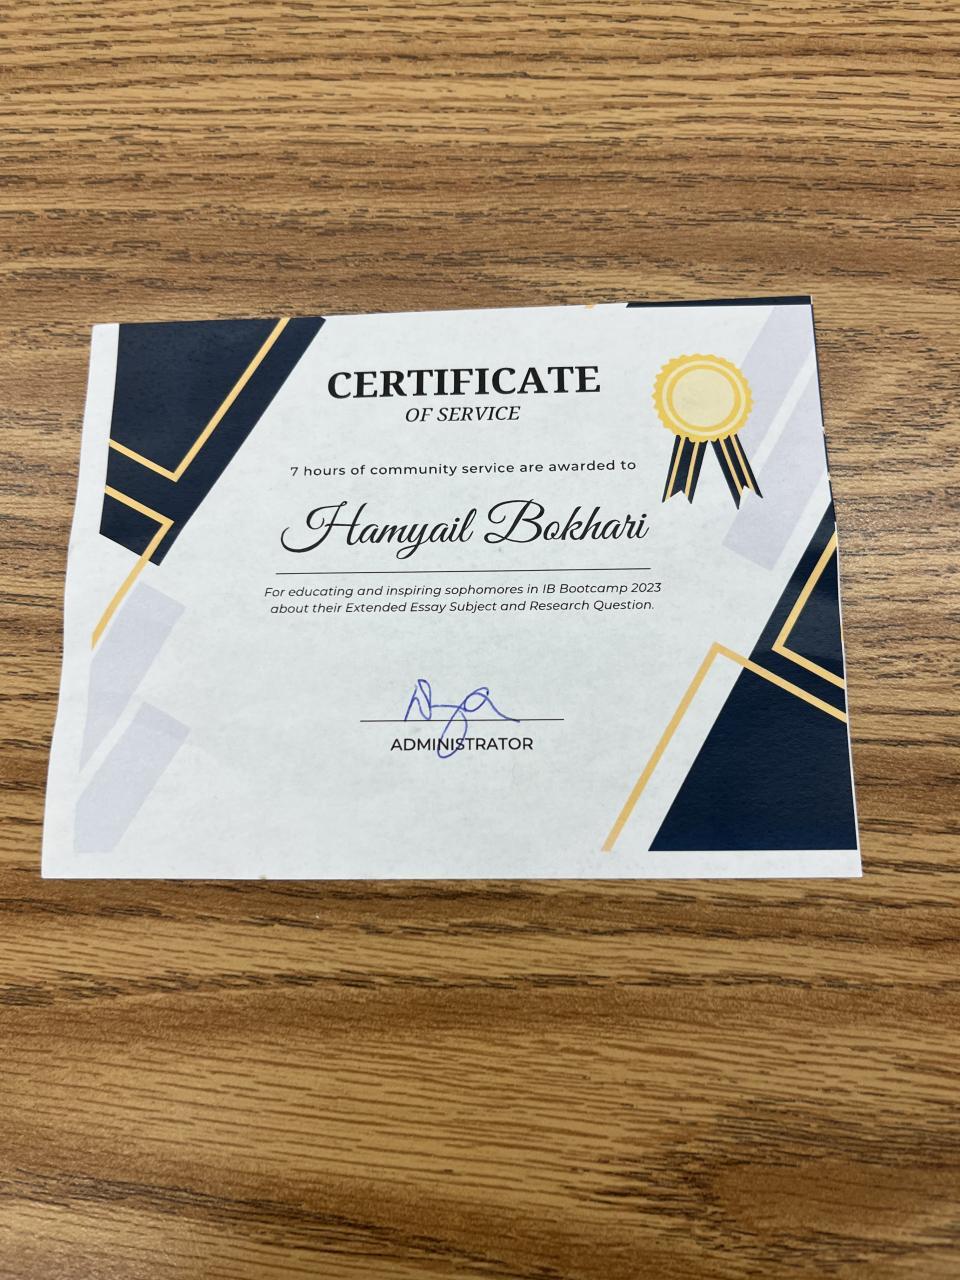 CERTIFICATE
OF SERVICE
7 hours of community service are awarded to
Hamyail Bokhari
For educating and inspiring sophomores in IB Bootcamp 2023
about their Extended Essay Subject and Research Question.
ADMINISTRATOR